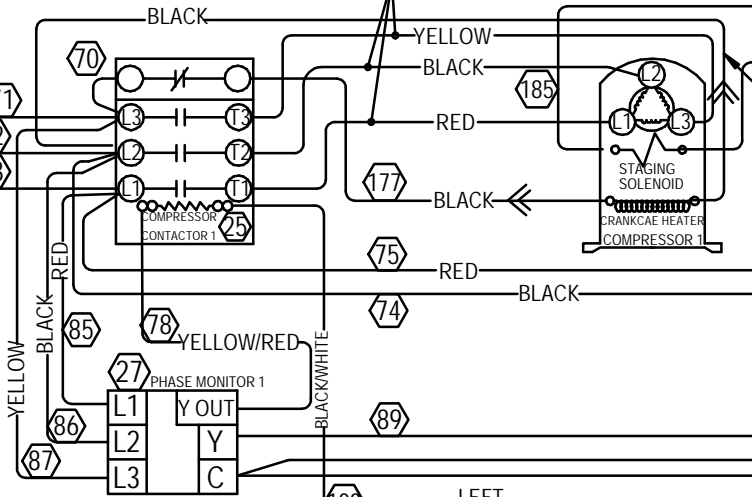 BLACK
70
YELLOW
BLACK
L2
185
71
L3
T3
RED
L1
L3
L2
T2
STAGING
SOLENOID
L1
T1
177
BLACK
COMPRESSOR
CONTACTOR 1
25
CRANKCAE HEATER
COMPRESSOR 1
RED
75
RED
BLACK
74
BLACK
85
78
YELLOW/RED
BLACK/WHITE
YELLOW
27
PHASE MONITOR 1
L1
Y OUT
86
L2
Y
89
87
L3
C
LEFT